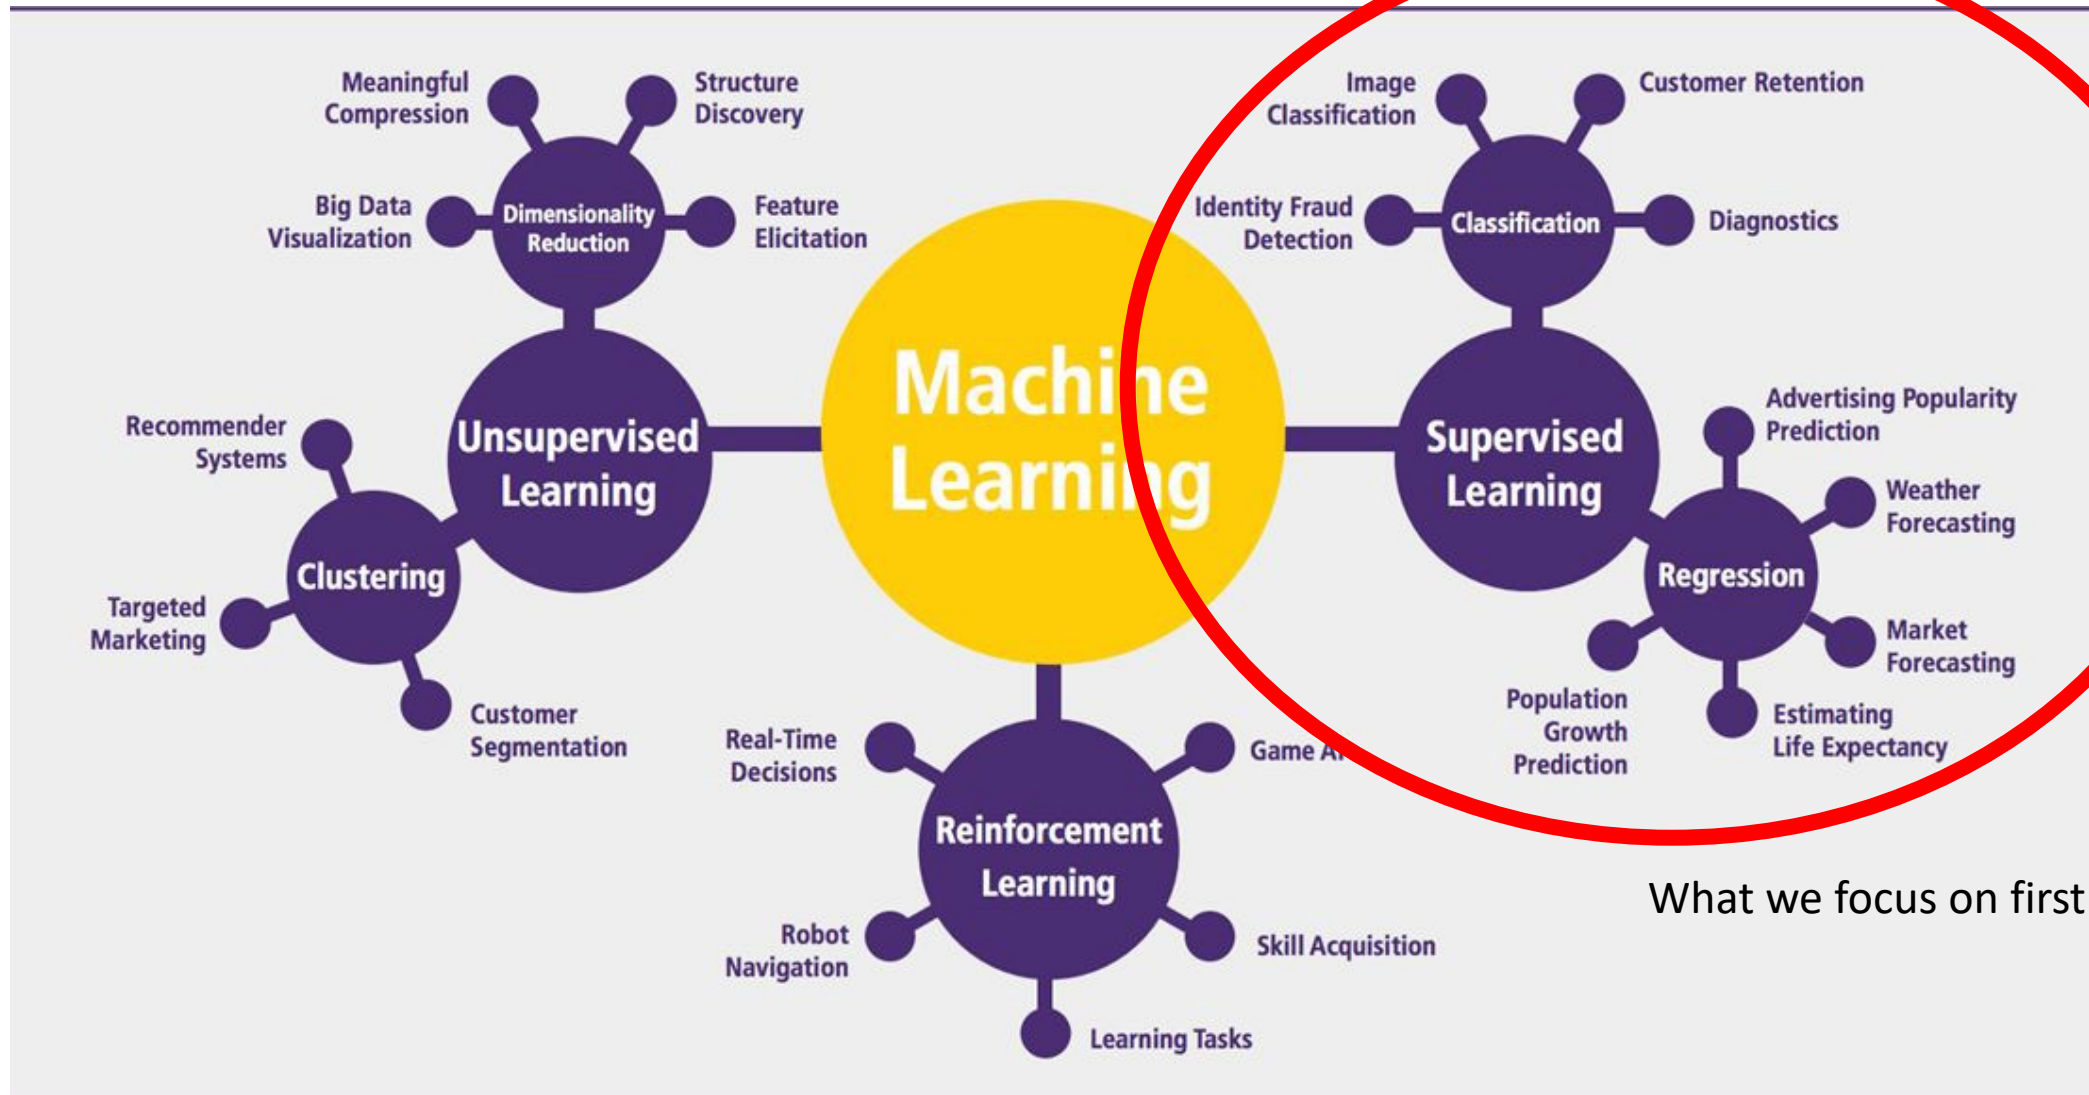 Meaningful
Compression
Structure
Discovery
Big Data
Visualization
Dimensionality
Reduction
Feature
Elicitation
Unsupervised
Learning
Recommender
Systems
Clustering
Targeted
Marketing
Customer
Segmentation
Machine
Learning
Image
Classification
Customer Retention
Identity Fraud
Detection
Classification
Diagnostics
Supervised
Learning
Advertising Popularity
Prediction
Weather
Forecasting
Regression
Market
Forecasting
Population
Growth
Prediction
Estimating
Life Expectancy
Real-Time
Decisions
Game AI
Reinforcement
Learning
Robot
Navigation
Skill Acquisition
Learning Tasks
What we focus on first